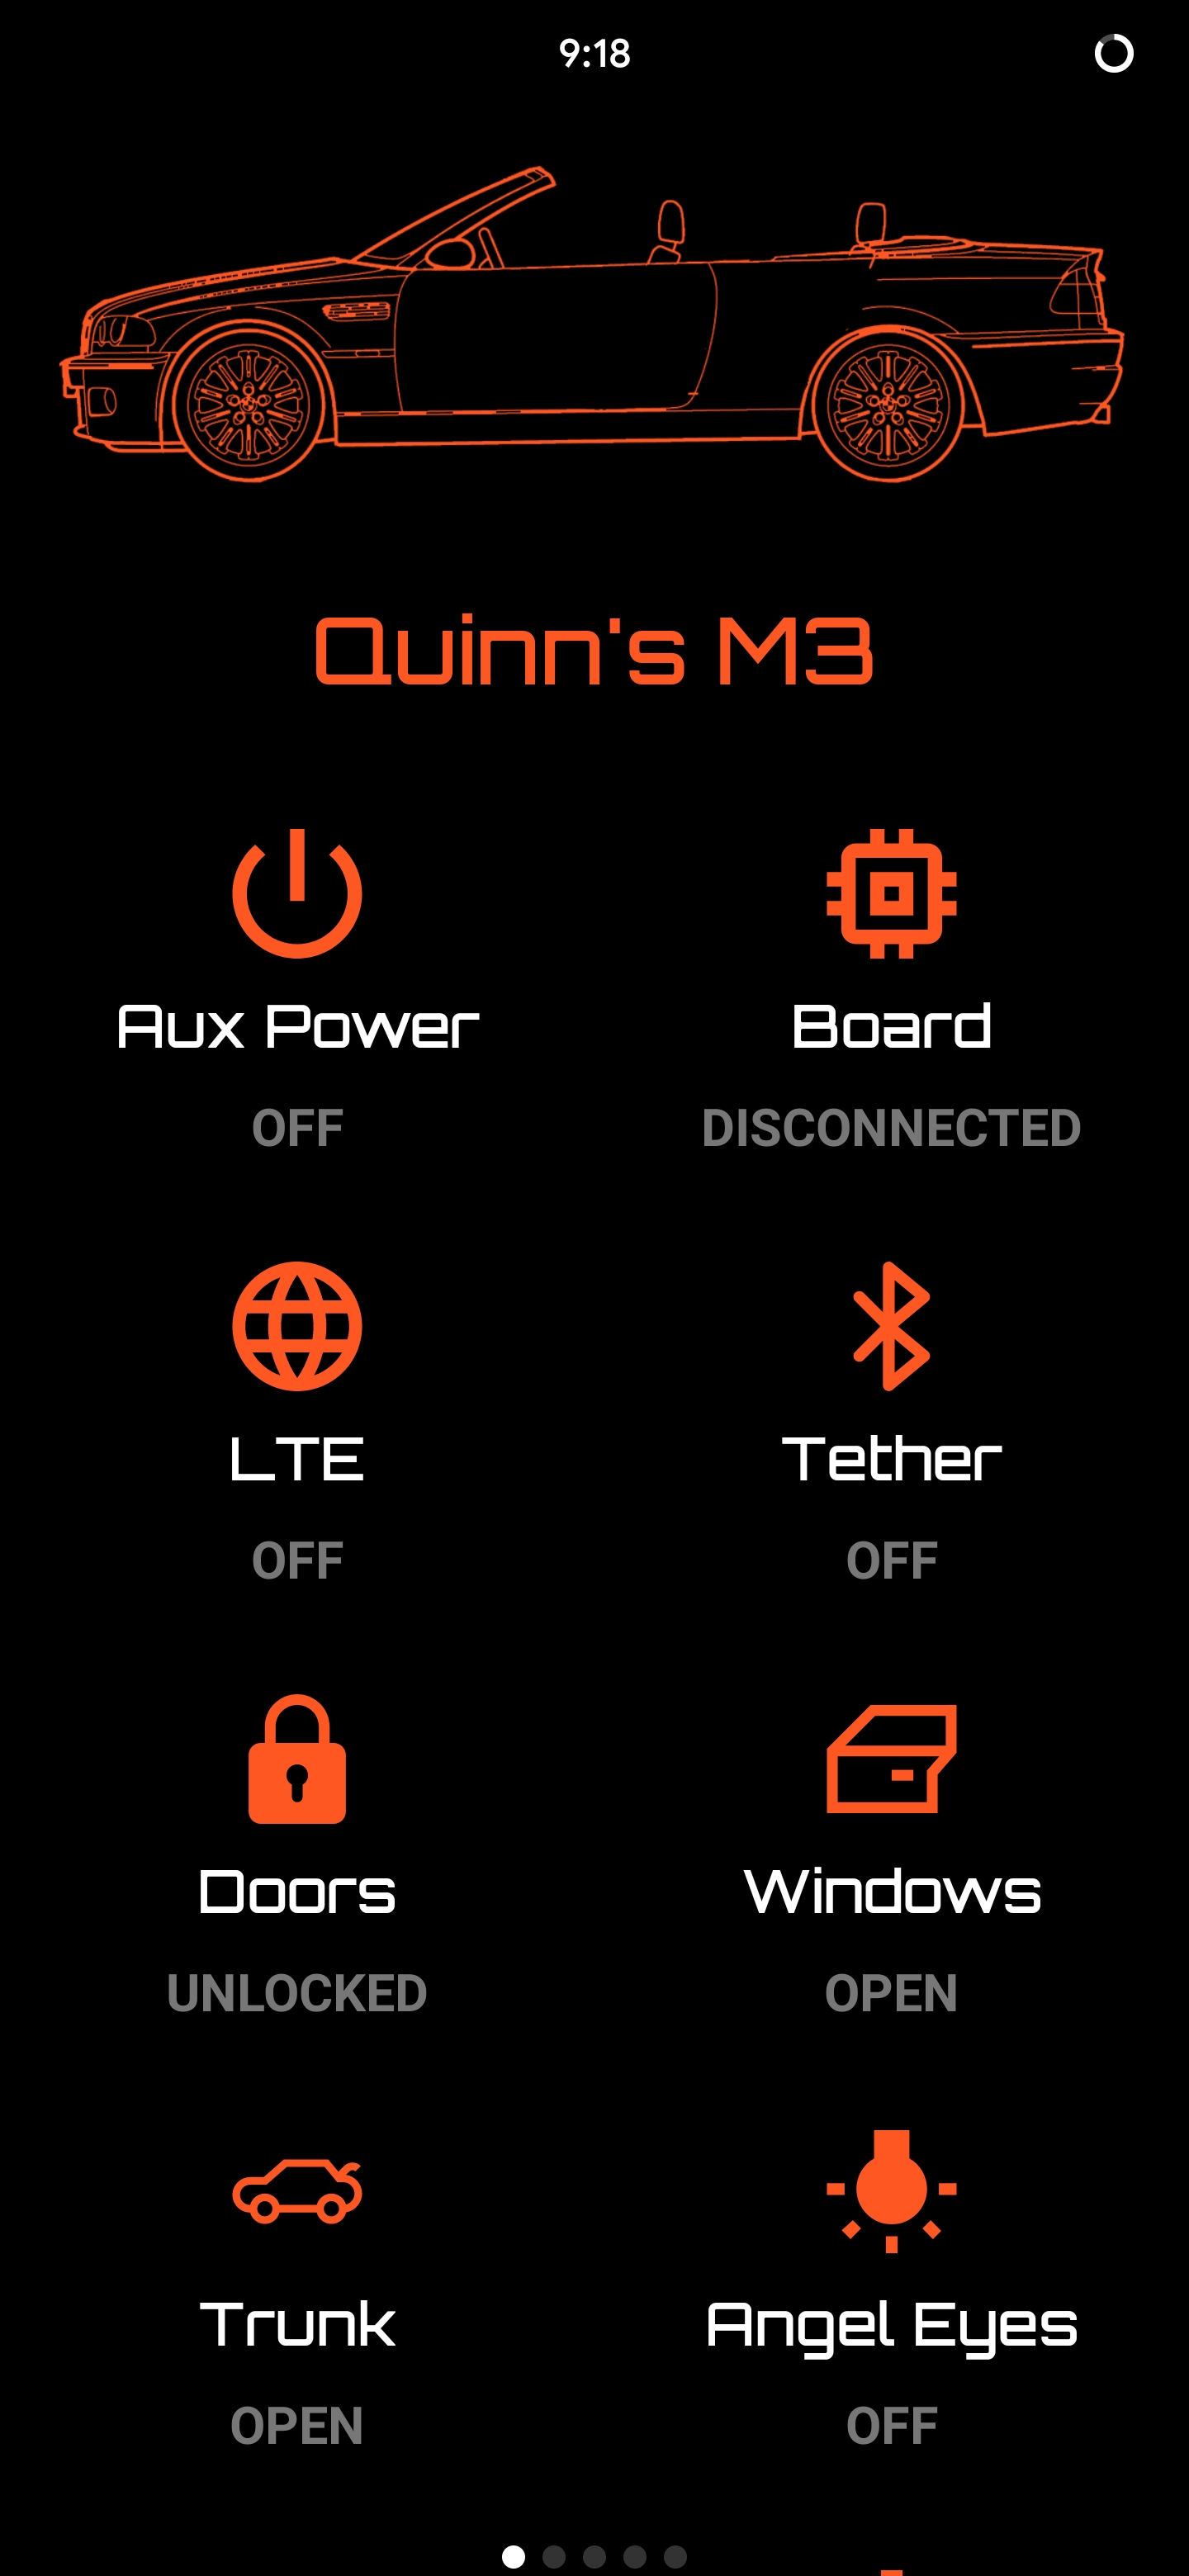 9:18
Quinn's M3
Aux Power
Board
OFF
DISCONNECTED
LTE
Tether
OFF
OFF
Doors
Windows
UNLOCKED
OPEN
Trunk
Angel Eyes
OPEN
OFF